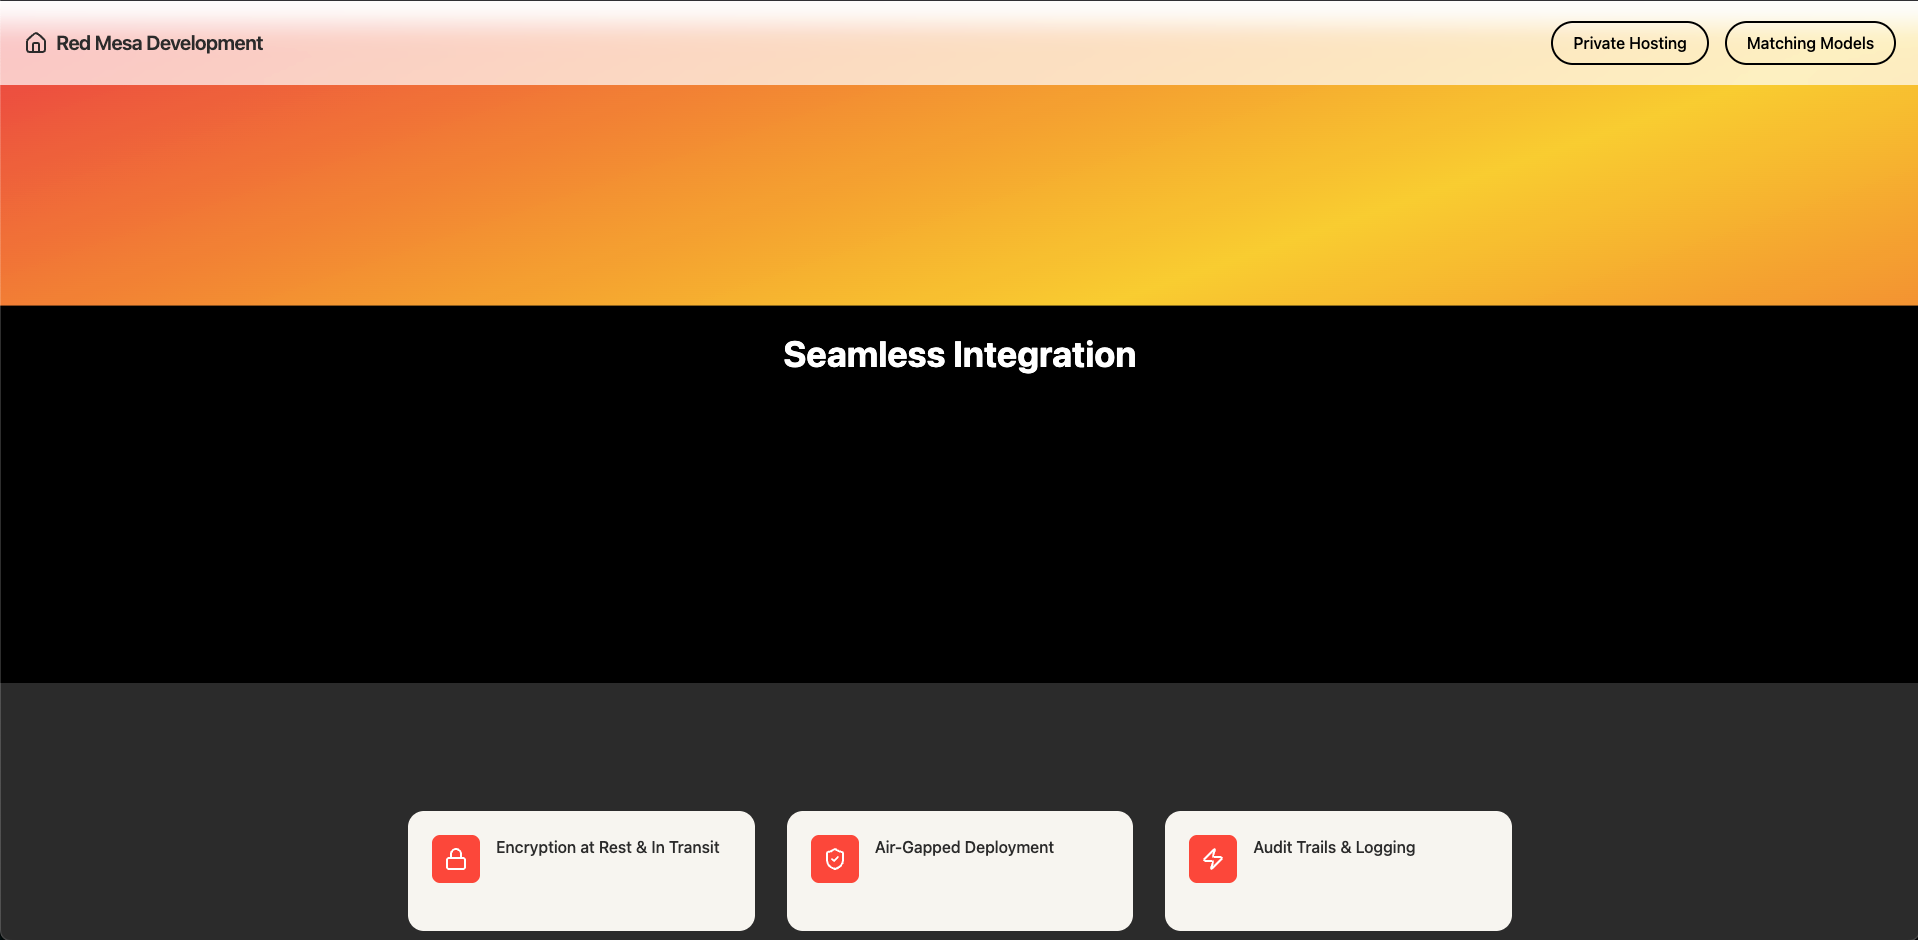 Red Mesa Development
Private Hosting
Matching Models
Seamless Integration
Encryption at Rest & In Transit
Air-Gapped Deployment
Audit Trails & Logging